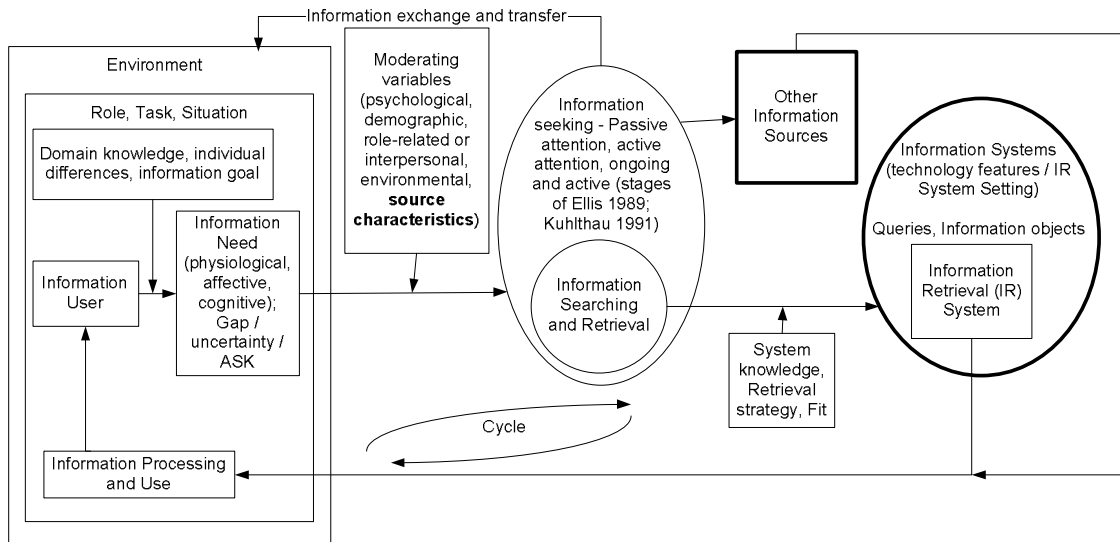 Information exchange and transfer
Environment
Role, Task, Situation
Domain knowledge, individual
differences, information goal
Information
User
Information
Need
(physiological,
affective,
cognitive);
Gap /
uncertainty /
ASK
Information Processing
and Use
Moderating
variables
(psychological,
demographic,
role-related or
interpersonal,
environmental,
source
characteristics)
Information
seeking - Passive
attention, active
attention, ongoing
and active (stages
of Ellis 1989;
Kuhlthau 1991)
Information
Searching
and Retrieval
Cycle
Other
Information
Sources
System
knowledge,
Retrieval
strategy, Fit
Information Systems
(technology features / IR
System Setting)
Queries, Information objects
Information
Retrieval (IR)
System